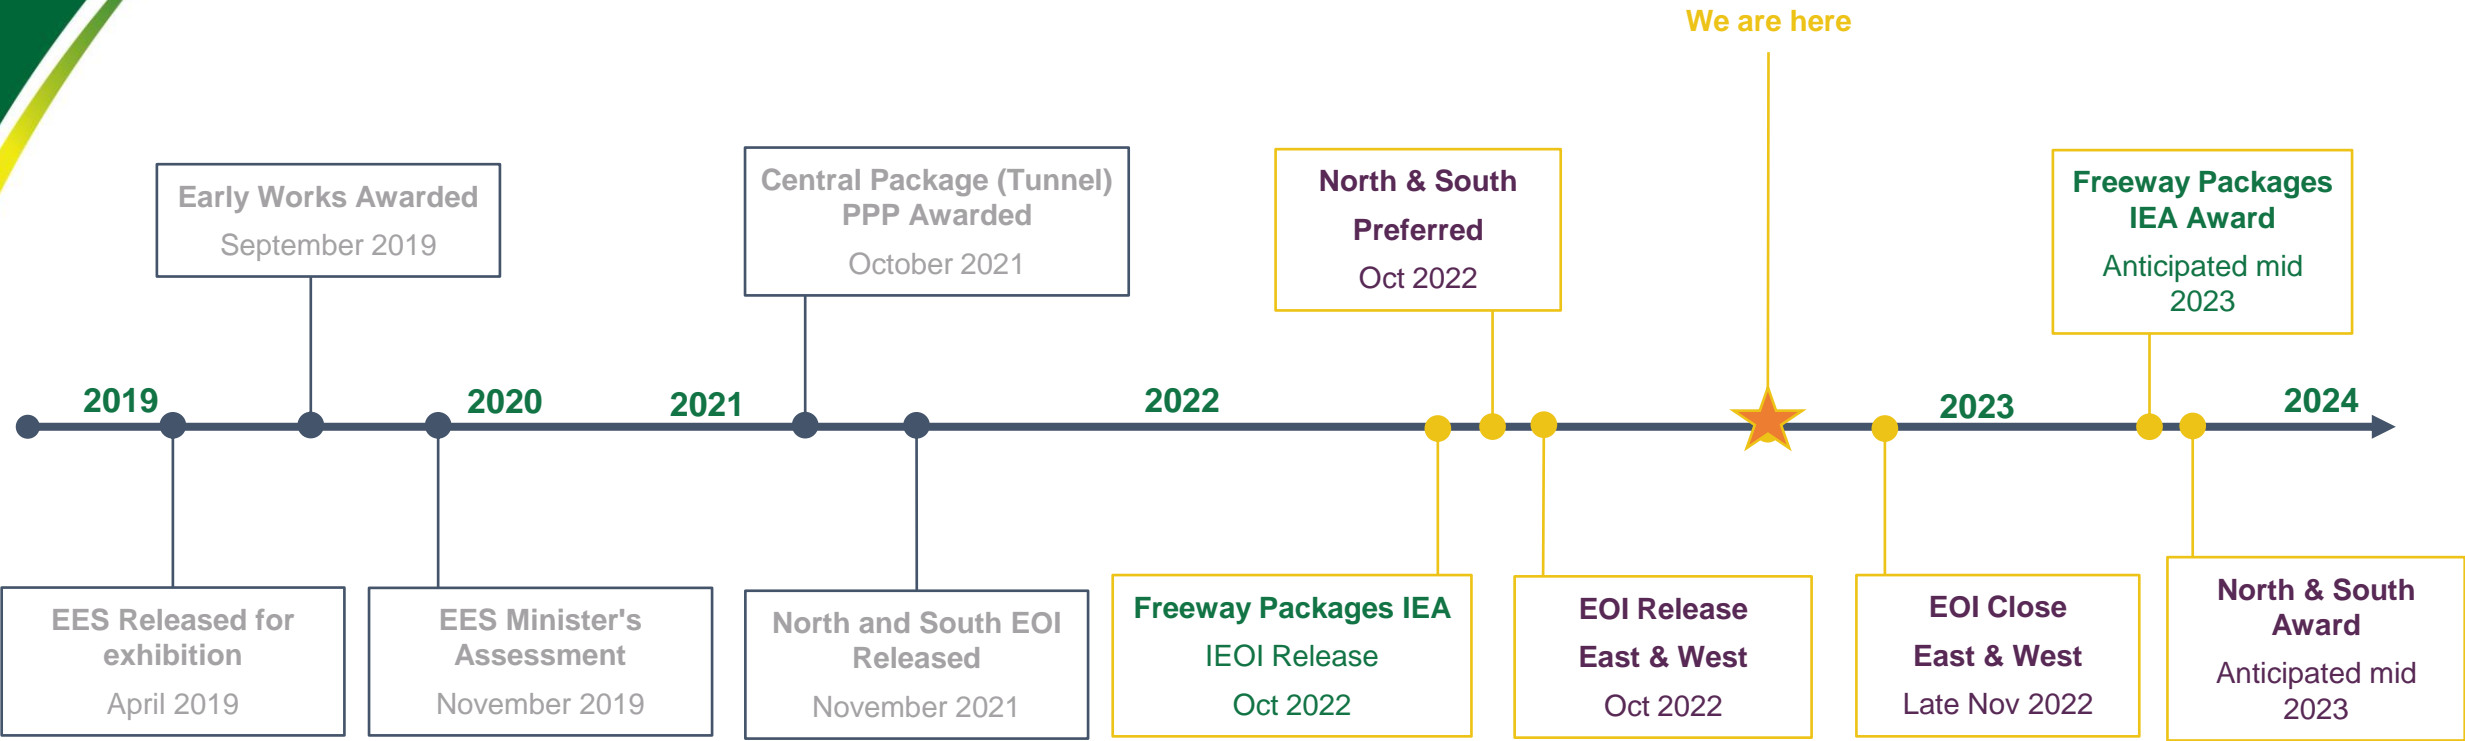 We are here
Early Works Awarded
September 2019
Central Package (Tunnel)
PPP Awarded
October 2021
North & South
Preferred
Oct 2022
Freeway Packages
IEA Award
Anticipated mid
2023
2019
2020
2021
2022
2023
2024
EES Released for
exhibition
April 2019
EES Minister's
Assessment
November 2019
North and South EOI
Released
November 2021
Freeway Packages IEA
IEOI Release
Oct 2022
EOI Release
East & West
Oct 2022
EOI Close
East & West
Late Nov 2022
North & South
Award
Anticipated mid
2023